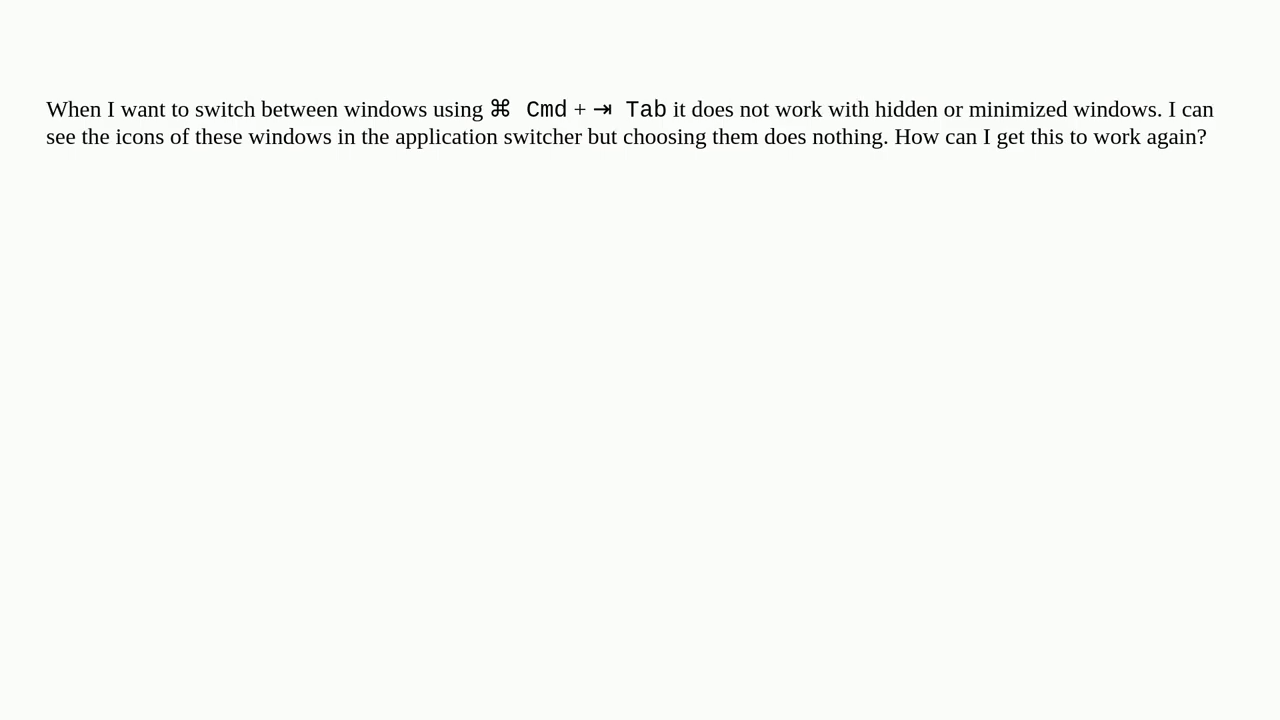 When I want to switch between windows using ⌘ Cmd + ⇥ Tab it does not work with hidden or minimized windows. I can
see the icons of these windows in the application switcher but choosing them does nothing. How can I get this to work again?